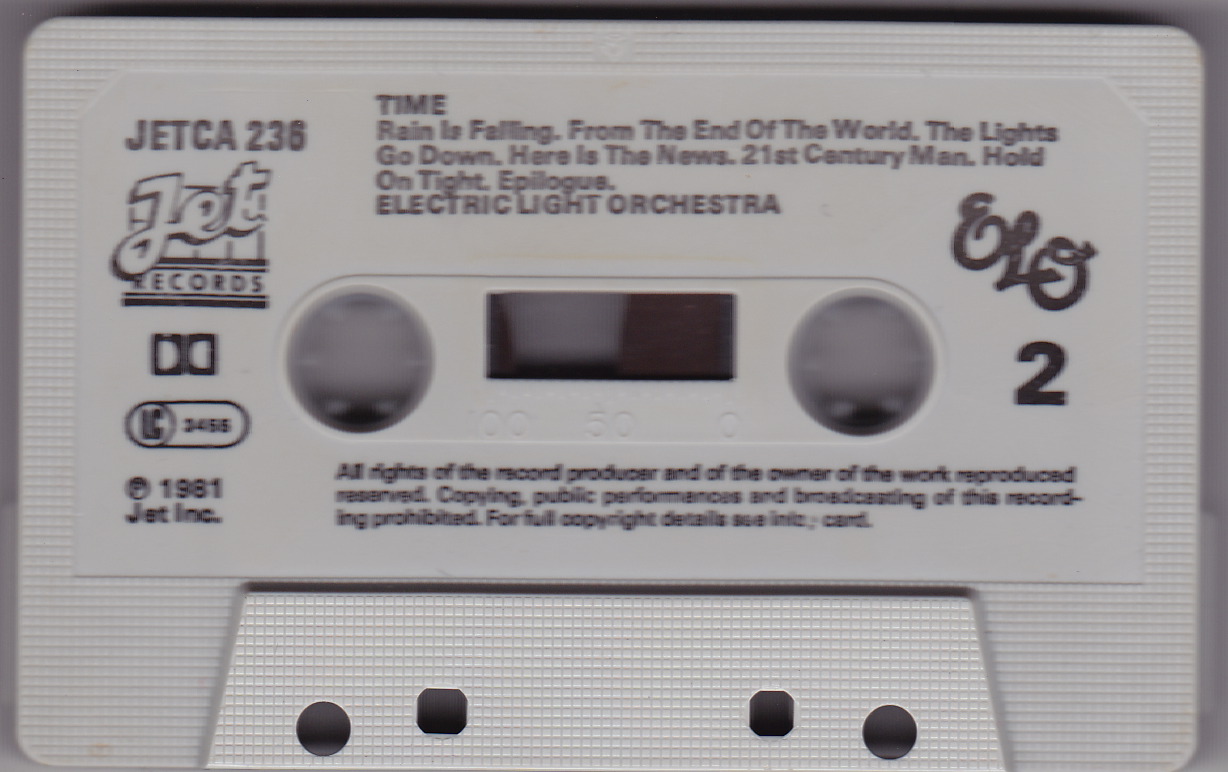 TIME
JETCA 236
Rain Is Falling. From The End Of The World. The Lights
Go Down. Here Is The News. 21st Century Man. Hold
On Tight. Epilogue.
ELECTRIC LIGHT ORCHESTRA
Jet
RECORDS
ELO
2
LC 3456
100 50 0
All rights of the record producer and of the owner of the work reproduced
reserved. Copying, public performances and broadcasting of this record-
ing prohibited. For full copyright details see card.
℗ 1981
Jet Inc.